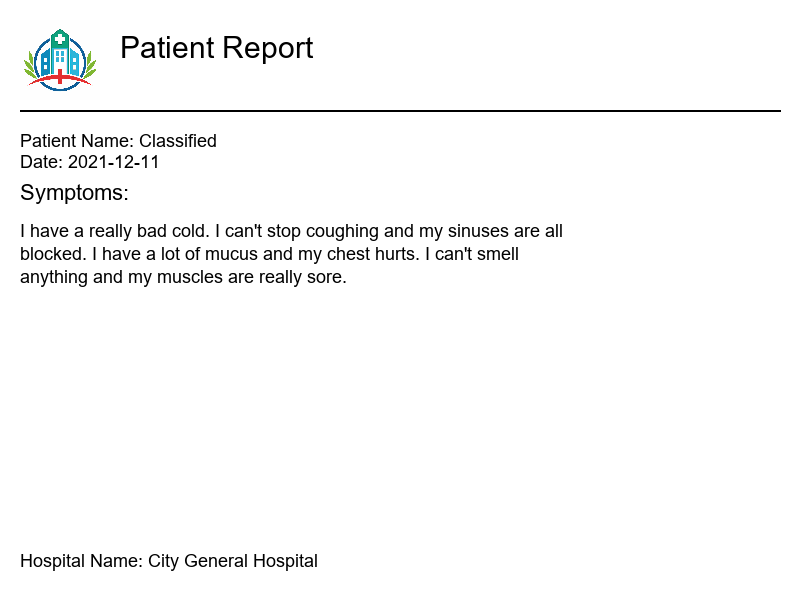 Patient Report
Patient Name: Classified
Date: 2021-12-11
Symptoms:
I have a really bad cold. I can't stop coughing and my sinuses are all
blocked. I have a lot of mucus and my chest hurts. I can't smell
anything and my muscles are really sore.
Hospital Name: City General Hospital